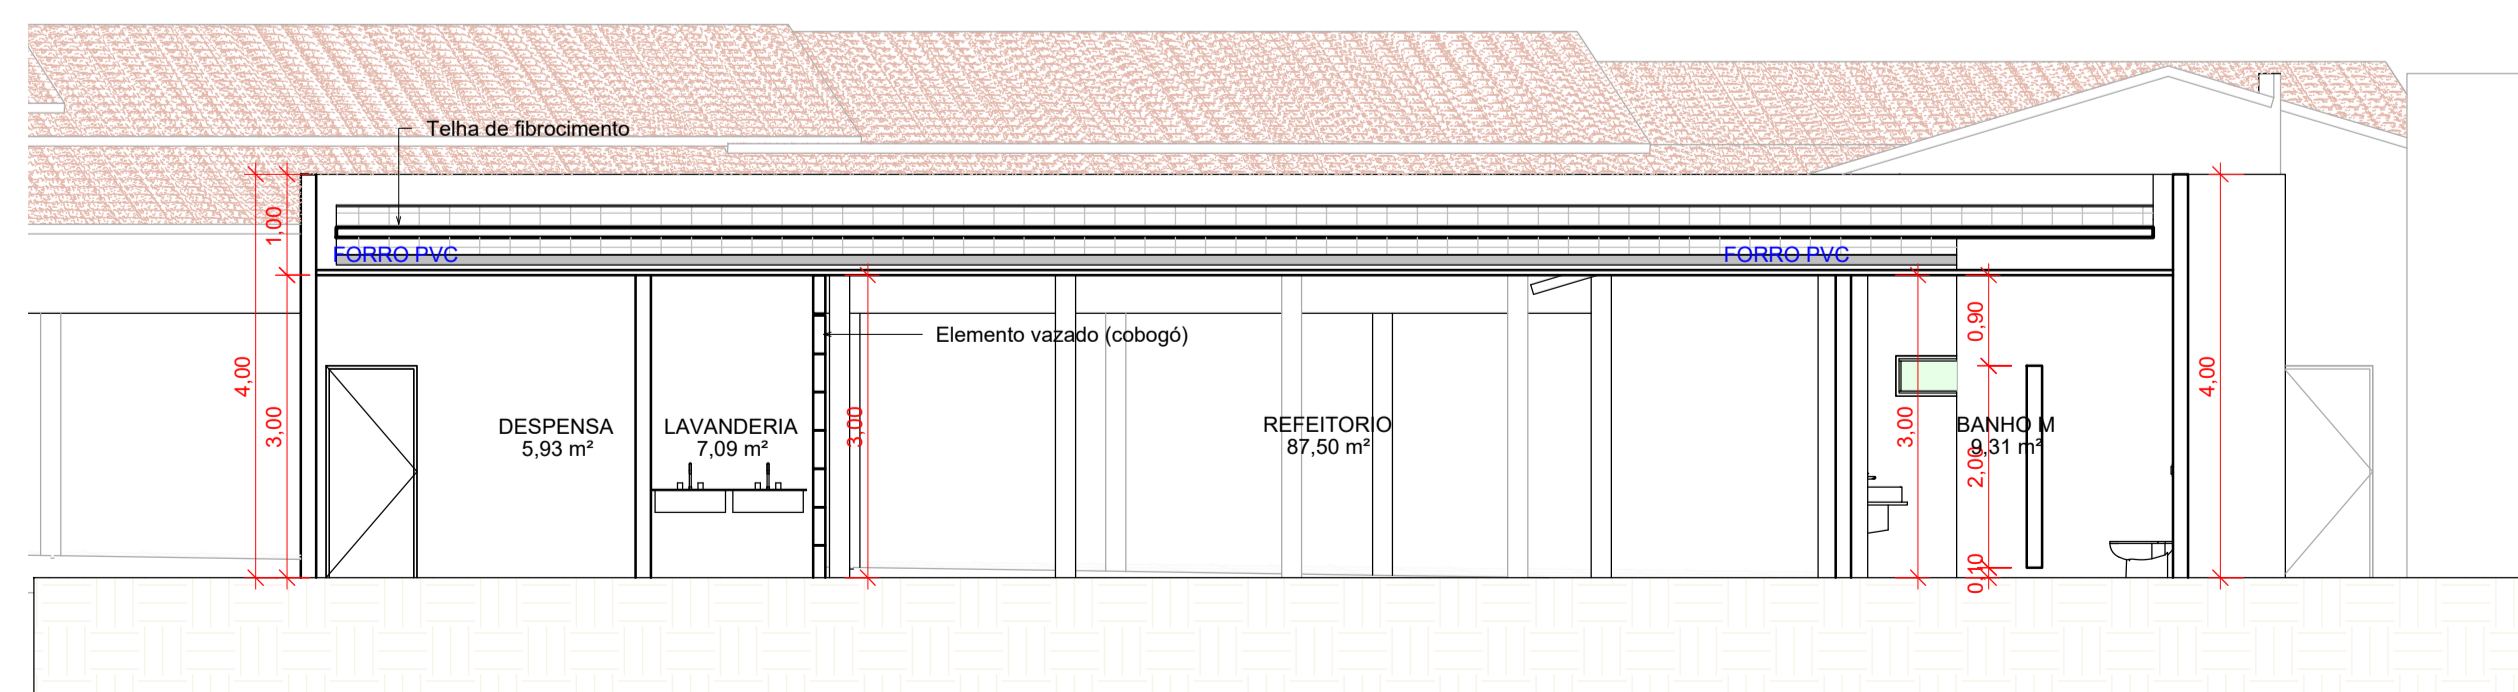 Telha de fibrocimento
1,00
FORRO PVC
FORRO PVC
Elemento vazado (cobogó)
0,90
4,00
3,00
DESPENSA
5,93 m²
LAVANDERIA
7,09 m²
3,00
REFEITORIO
87,50 m²
3,00
BANHO M
9,31 m²
2,00
4,00
0,10